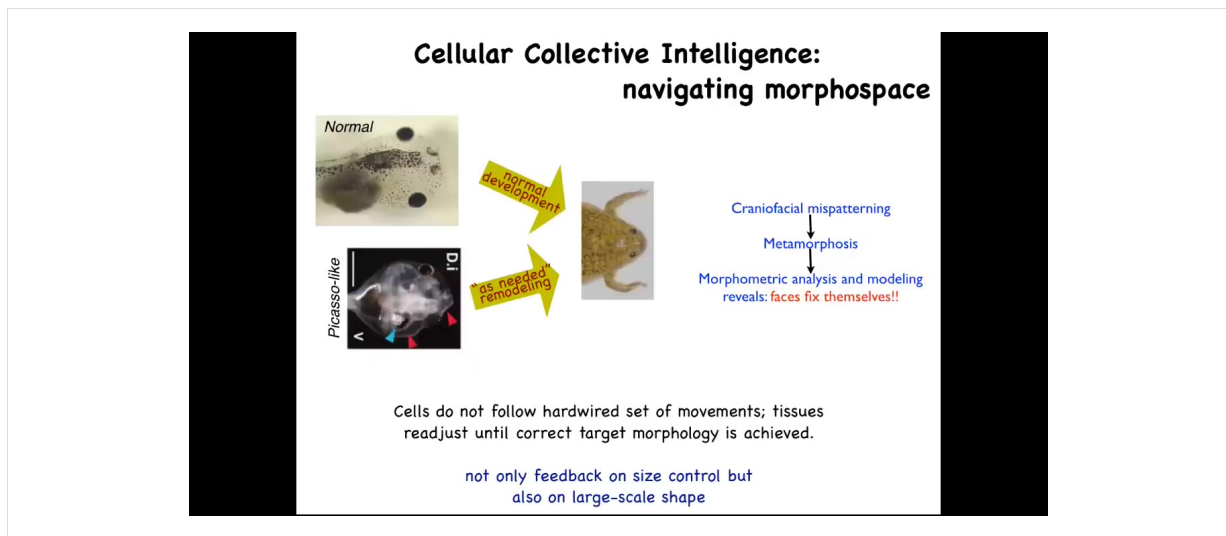 Cellular Collective Intelligence:
navigating morphospace
Normal
normal
development
Picasso-like
D.i
V
"as needed"
remodeling
Craniofacial mispatterning
Metamorphosis
Morphometric analysis and modeling
reveals: faces fix themselves!!
Cells do not follow hardwired set of movements; tissues
readjust until correct target morphology is achieved.
not only feedback on size control but
also on large-scale shape